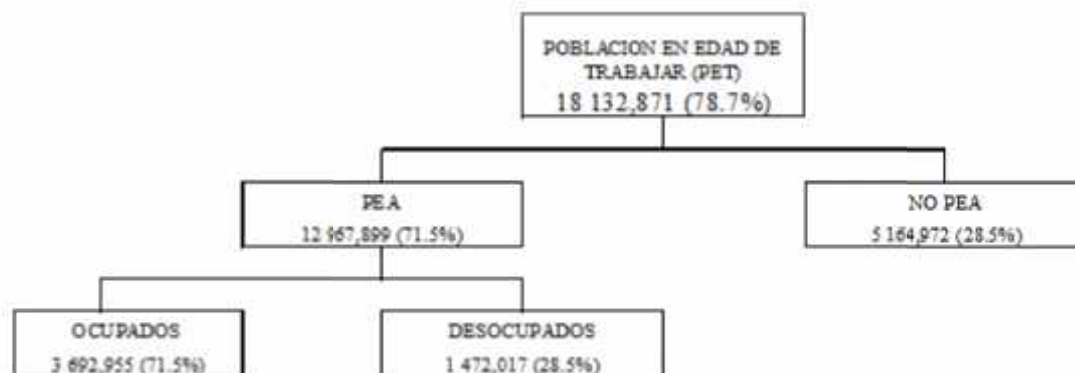 POBLACION EN EDAD DE
TRABAJAR (PET)
18 132,871 (78.7%)
PEA
12 967,899 (71.5%)
NO PEA
5 164,972 (28.5%)
OCUPADOS
3 692,955 (71.5%)
DESOCUPADOS
1 472,017 (28.5%)